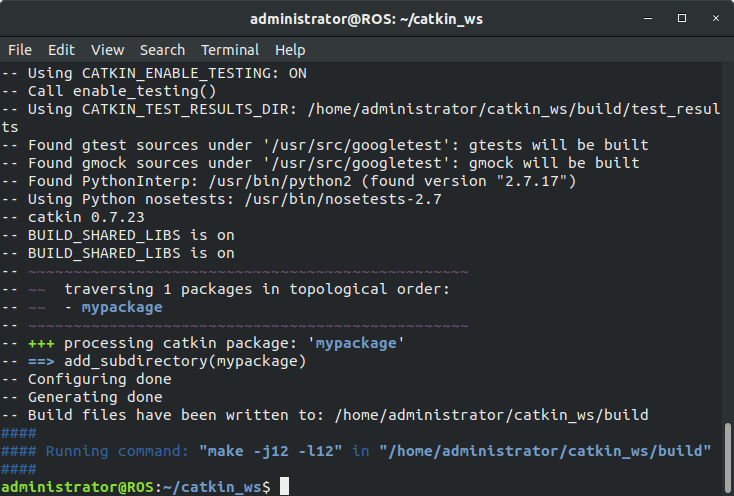 administrator@ROS: ~/catkin_ws
File Edit View Search Terminal Help
-- Using CATKIN_ENABLE_TESTING: ON
-- Call enable_testing()
-- Using CATKIN_TEST_RESULTS_DIR: /home/administrator/catkin_ws/build/test_resul
ts
-- Found gtest sources under '/usr/src/googletest': gtests will be built
-- Found gmock sources under '/usr/src/googletest': gmock will be built
-- Found PythonInterp: /usr/bin/python2 (found version "2.7.17")
-- Using Python nosetests: /usr/bin/nosetests-2.7
-- catkin 0.7.23
-- BUILD_SHARED_LIBS is on
-- BUILD_SHARED_LIBS is on
-- ~~~~~~~~~~~~~~~~~~~~~~~~~~~~~~~~~~~~~~~~~~~~~~~~~
-- ~~  traversing 1 packages in topological order:
-- ~~  - mypackage
-- ~~~~~~~~~~~~~~~~~~~~~~~~~~~~~~~~~~~~~~~~~~~~~~~~~
-- +++ processing catkin package: 'mypackage'
-- ==> add_subdirectory(mypackage)
-- Configuring done
-- Generating done
-- Build files have been written to: /home/administrator/catkin_ws/build
####
#### Running command: "make -j12 -l12" in "/home/administrator/catkin_ws/build"
####
administrator@ROS:~/catkin_ws$